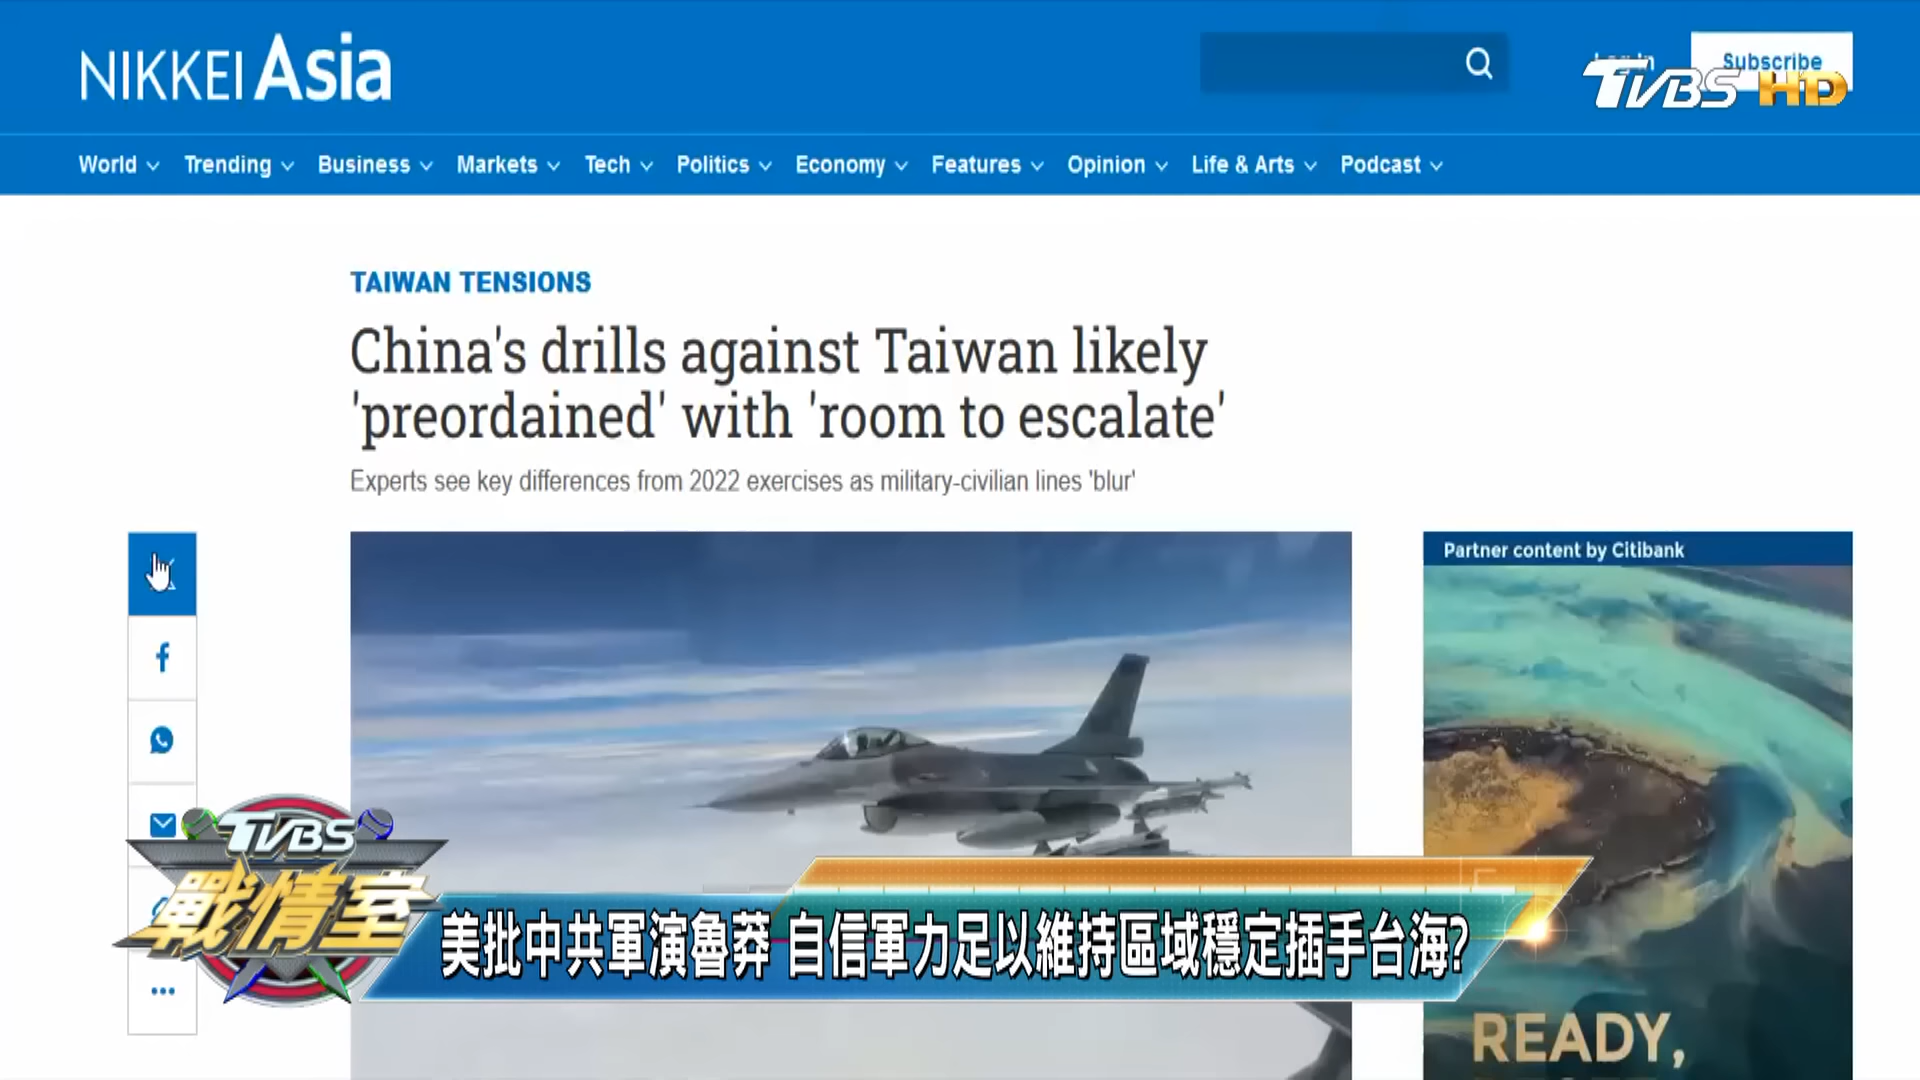 NIKKEI Asia
Subscribe
TVBS HD
World Trending Business Markets Tech Politics Economy Features Opinion Life & Arts Podcast
TAIWAN TENSIONS
China's drills against Taiwan likely
'preordained' with 'room to escalate'
Experts see key differences from 2022 exercises as military-civilian lines 'blur'
Partner content by Citibank
TVBS
戰情室
美批中共軍演魯莽 自信軍力足以維持區域穩定插手台海?
READY,